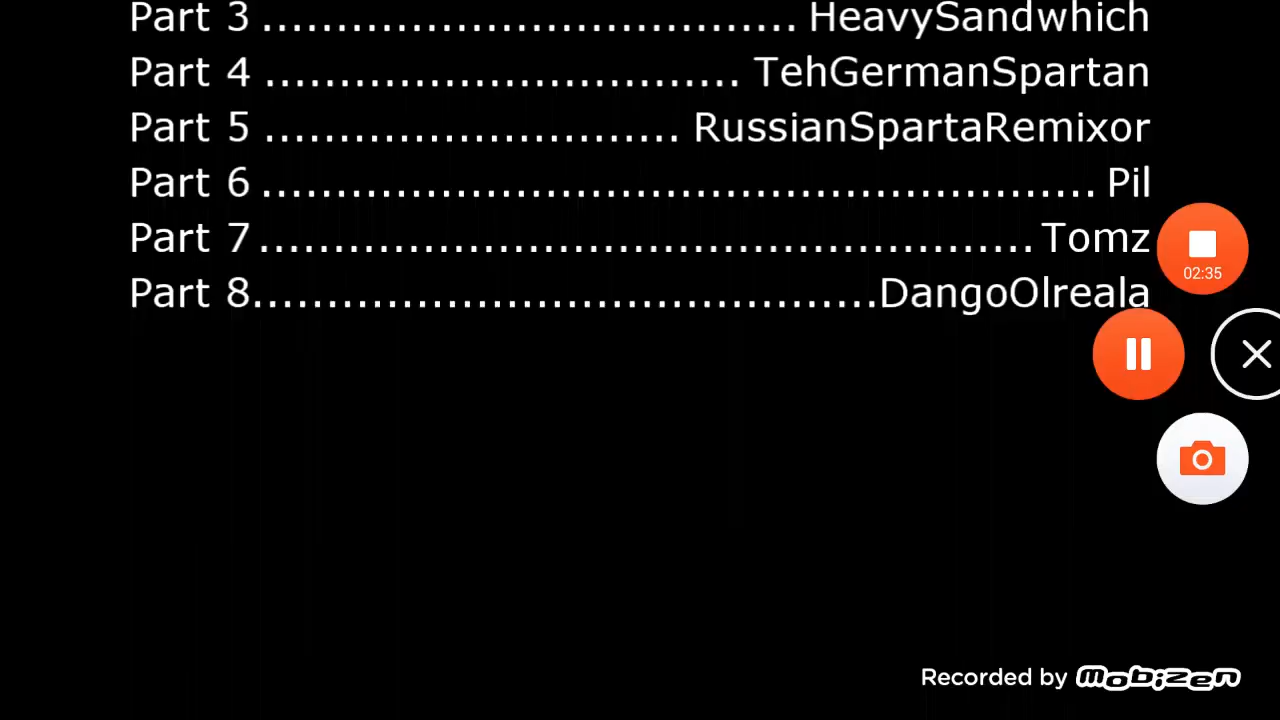 Part 3 .................................... HeavySandwhich
Part 4 ................................ TehGermanSpartan
Part 5 ............................ RussianSpartaRemixor
Part 6 ........................................................ Pil
Part 7 .................................................... Tomz
Part 8..........................................DangoOlreala
02:35
Recorded by mobizen